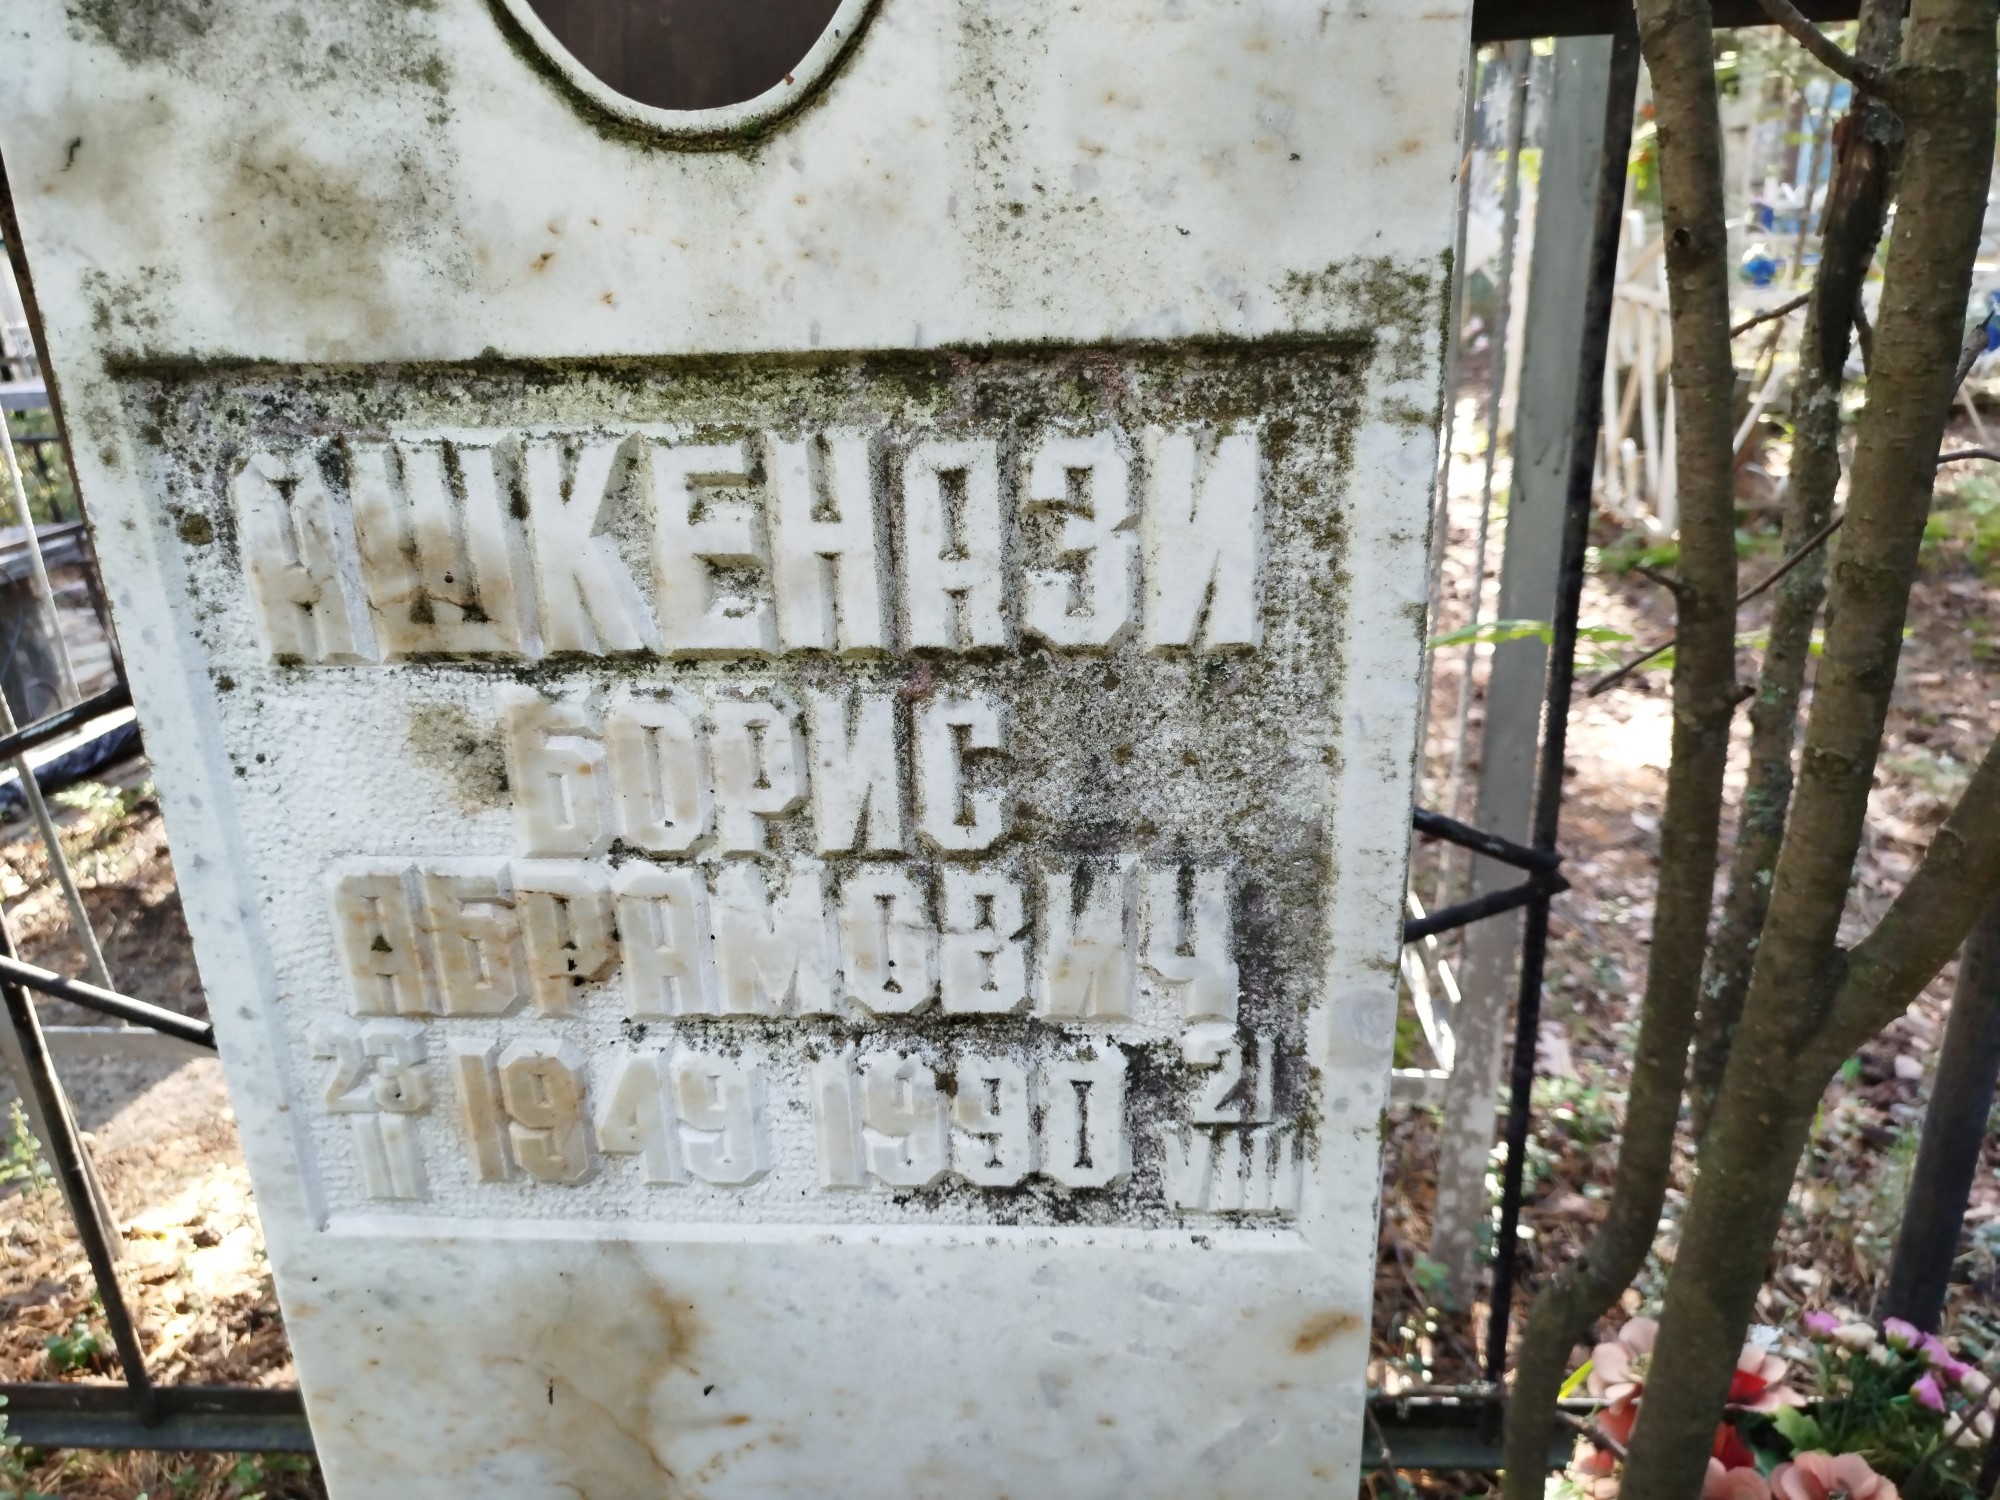 АШКЕНАЗИ
БОРИС
АБРАМОВИЧ
23 II 1949 1990 21 VIII